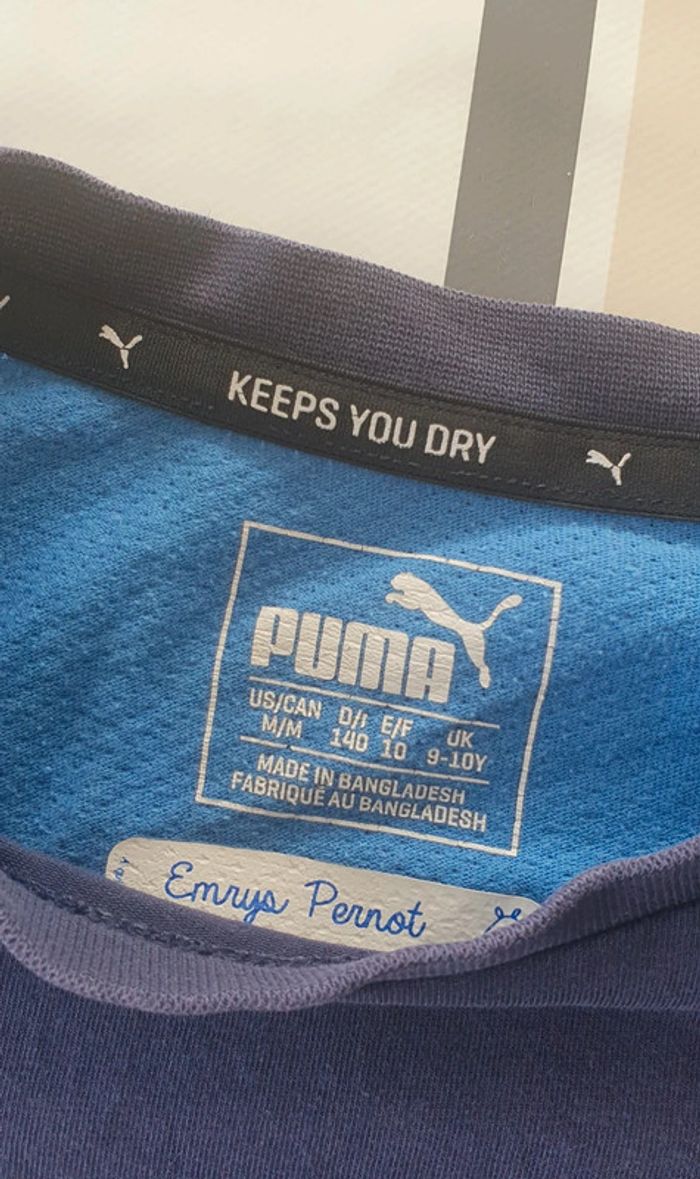 KEEPS YOU DRY
PUMA
US/CAN D/I E/F UK
M/M 140 10 9-10Y
MADE IN BANGLADESH
FABRIQUÉ AU BANGLADESH
Emrys Pernot